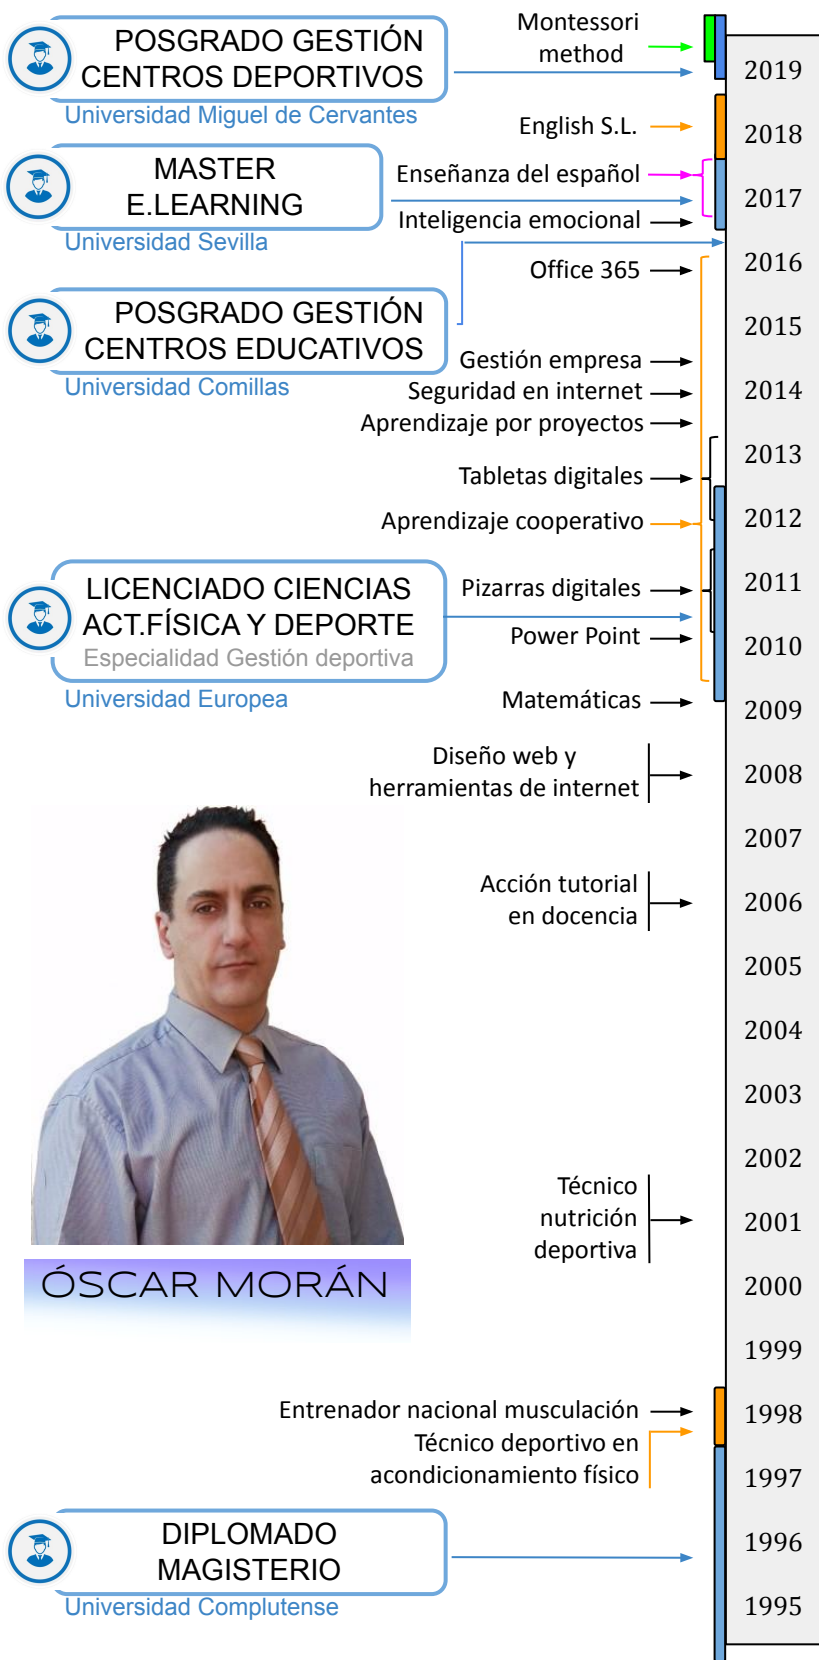 POSGRADO GESTIÓN
CENTROS DEPORTIVOS
Universidad Miguel de Cervantes
MASTER
E.LEARNING
Universidad Sevilla
POSGRADO GESTIÓN
CENTROS EDUCATIVOS
Universidad Comillas
LICENCIADO CIENCIAS
ACT.FÍSICA Y DEPORTE
Especialidad Gestión deportiva
Universidad Europea
ÓSCAR MORÁN
DIPLOMADO
MAGISTERIO
Universidad Complutense
Montessori
method
English S.L.
Enseñanza del español
Inteligencia emocional
Office 365
Gestión empresa
Seguridad en internet
Aprendizaje por proyectos
Tabletas digitales
Aprendizaje cooperativo
Pizarras digitales
Power Point
Matemáticas
Diseño web y
herramientas de internet
Acción tutorial
en docencia
Técnico
nutrición
deportiva
Entrenador nacional musculación
Técnico deportivo en
acondicionamiento físico
2019
2018
2017
2016
2015
2014
2013
2012
2011
2010
2009
2008
2007
2006
2005
2004
2003
2002
2001
2000
1999
1998
1997
1996
1995